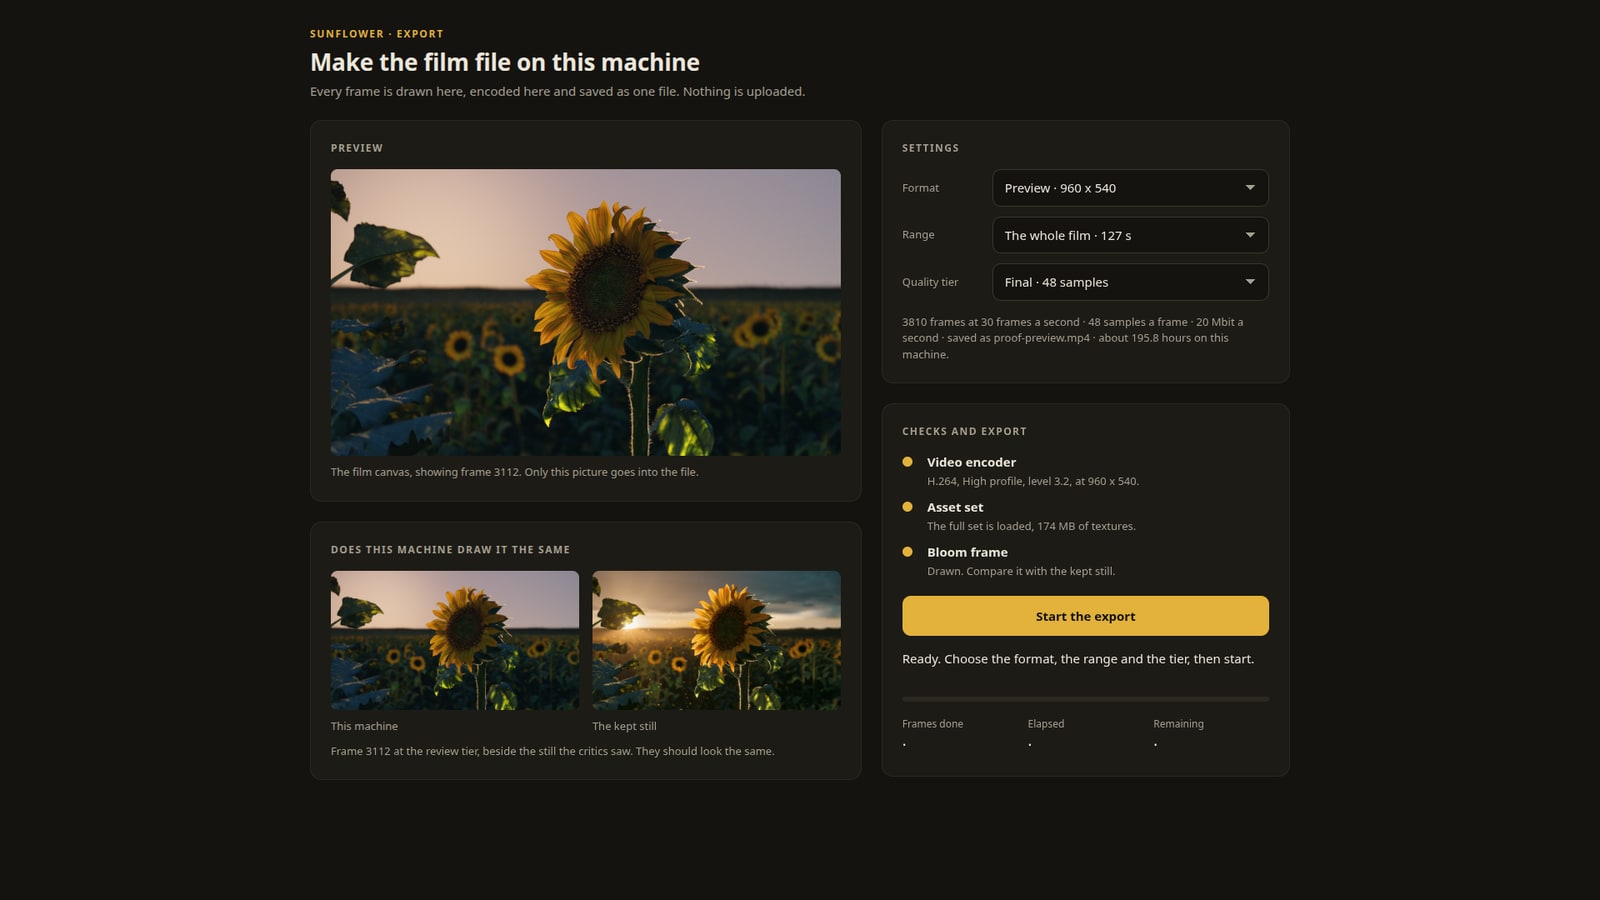 SUNFLOWER · EXPORT
Make the film file on this machine
Every frame is drawn here, encoded here and saved as one file. Nothing is uploaded.
PREVIEW
The film canvas, showing frame 3112. Only this picture goes into the file.
DOES THIS MACHINE DRAW IT THE SAME
This machine
The kept still
Frame 3112 at the review tier, beside the still the critics saw. They should look the same.
SETTINGS
Format
Preview · 960 x 540
Range
The whole film · 127 s
Quality tier
Final · 48 samples
3810 frames at 30 frames a second · 48 samples a frame · 20 Mbit a
second · saved as proof-preview.mp4 · about 195.8 hours on this
machine.
CHECKS AND EXPORT
Video encoder
H.264, High profile, level 3.2, at 960 x 540.
Asset set
The full set is loaded, 174 MB of textures.
Bloom frame
Drawn. Compare it with the kept still.
Start the export
Ready. Choose the format, the range and the tier, then start.
Frames done
Elapsed
Remaining
· · ·